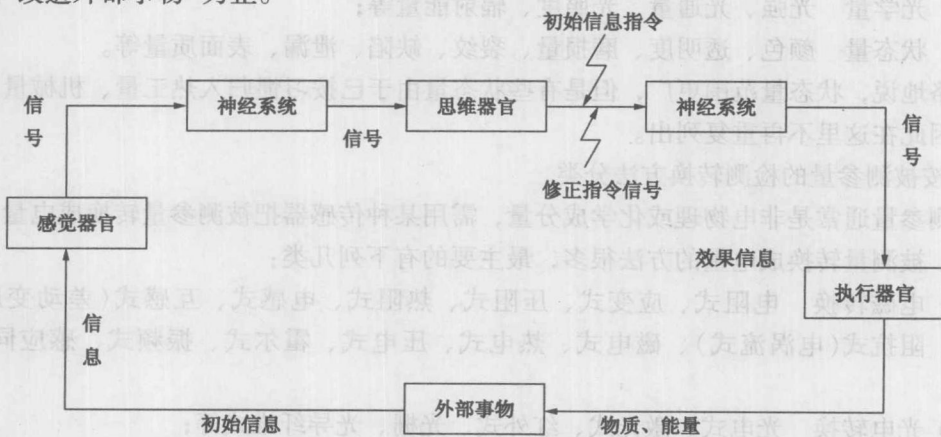 初始信息指令
信号
神经系统
信号
思维器官
神经系统
信号
修正指令信号
感觉器官
效果信息
执行器官
信息
外部事物
初始信息
物质、能量